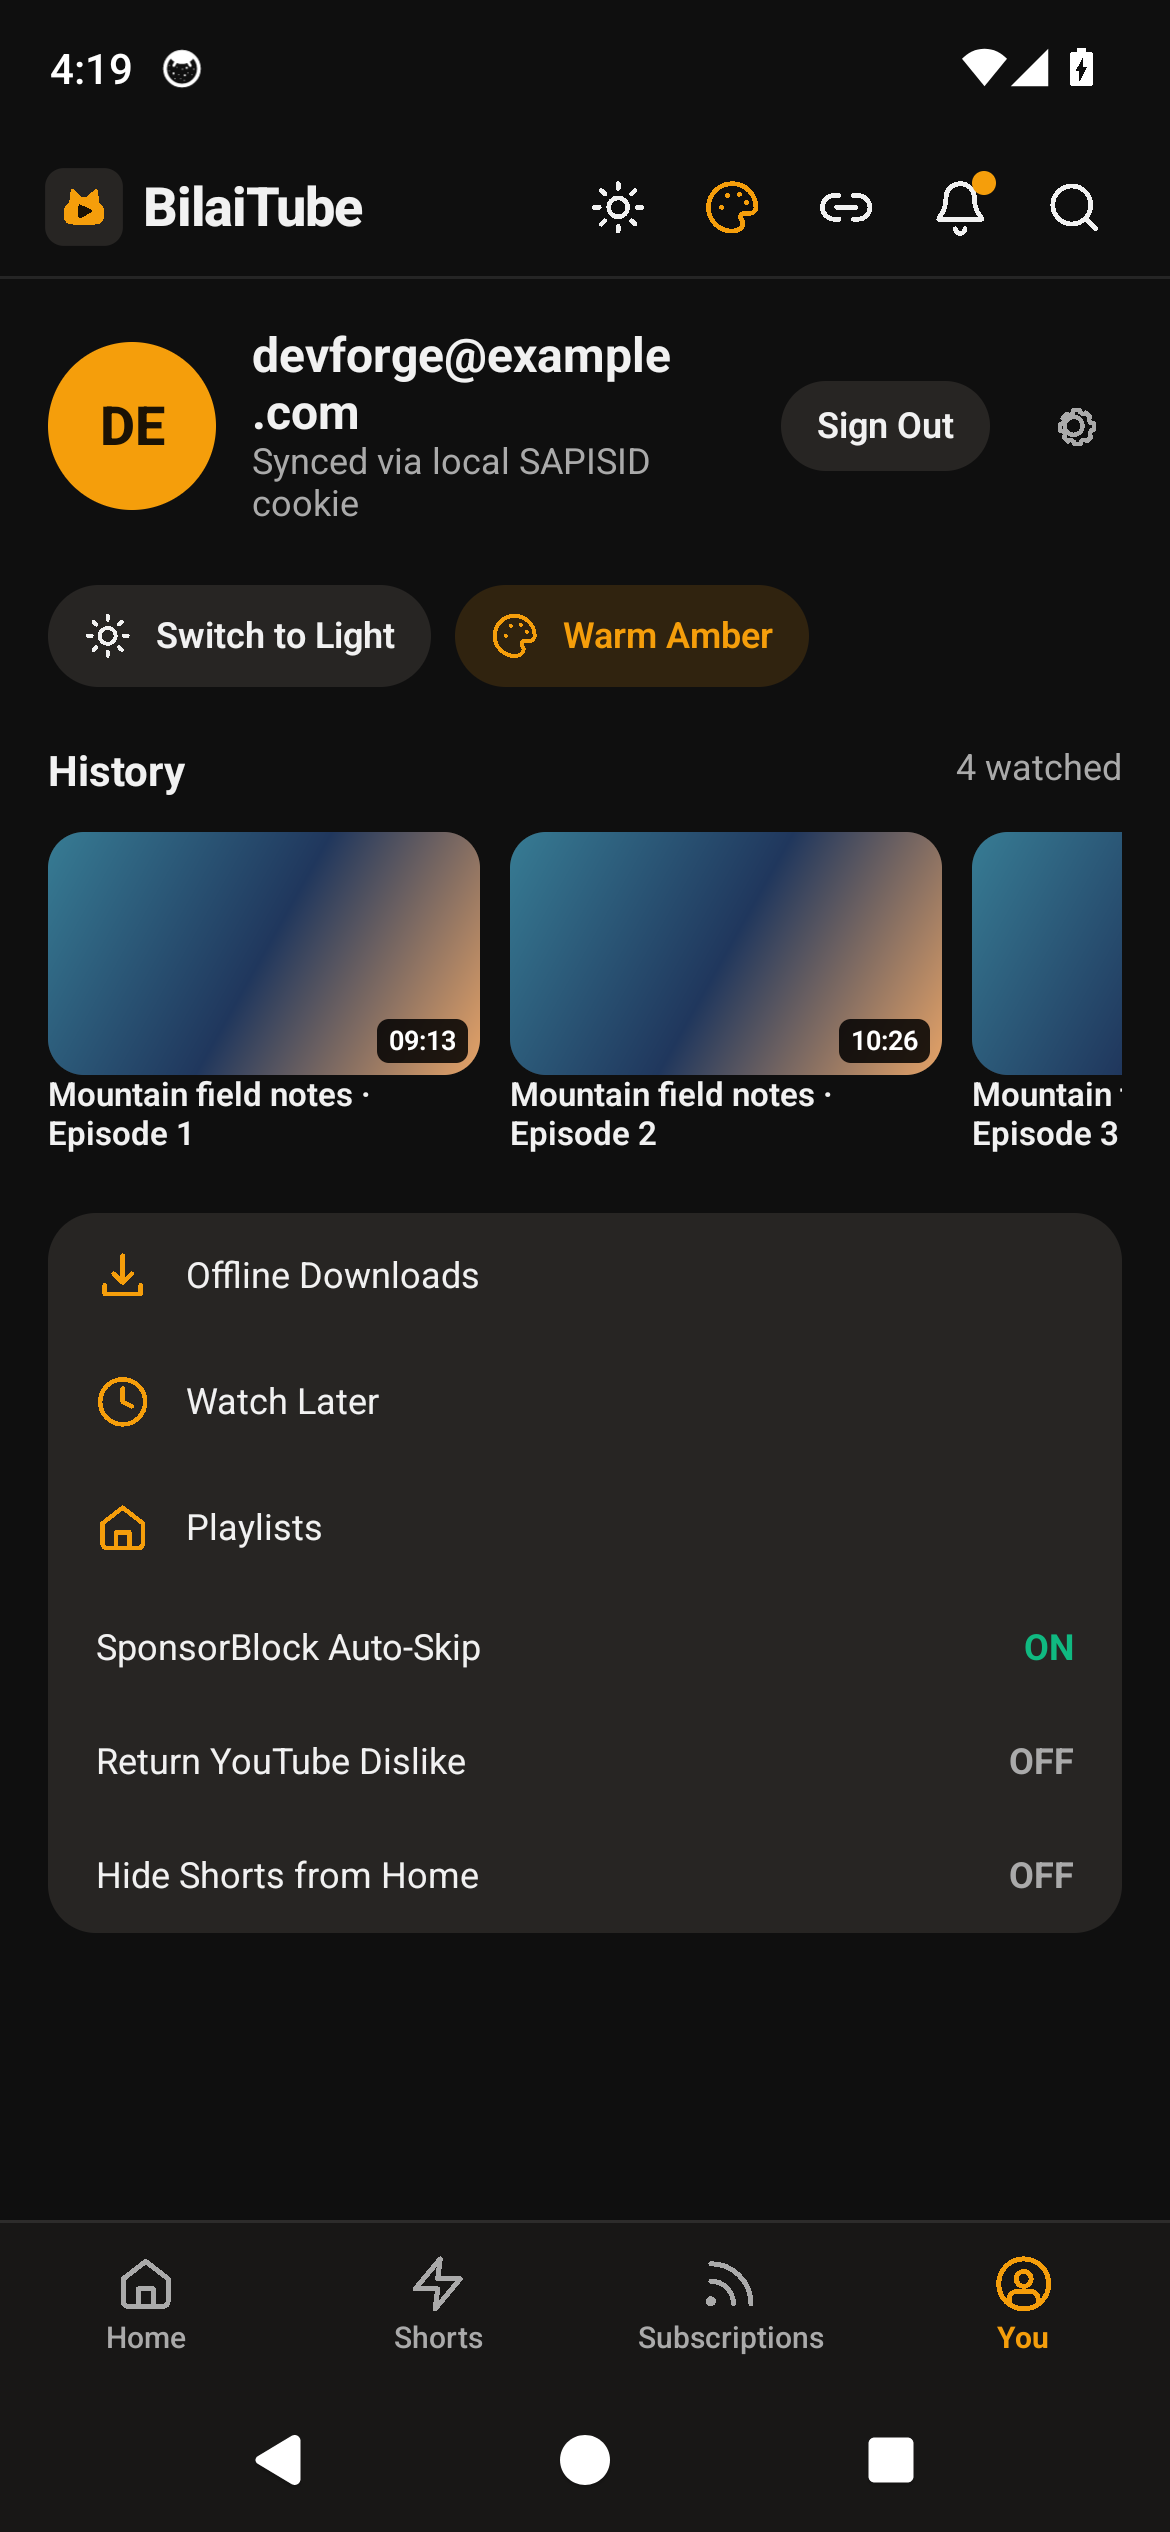 4:19
BilaiTube
DE
devforge@example
.com
Synced via local SAPISID
cookie
Sign Out
Switch to Light
Warm Amber
History
4 watched
09:13
10:26
Mountain field notes ·
Episode 1
Mountain field notes ·
Episode 2
Mountain
Episode 3
Offline Downloads
Watch Later
Playlists
SponsorBlock Auto-Skip
ON
Return YouTube Dislike
OFF
Hide Shorts from Home
OFF
Home
Shorts
Subscriptions
You